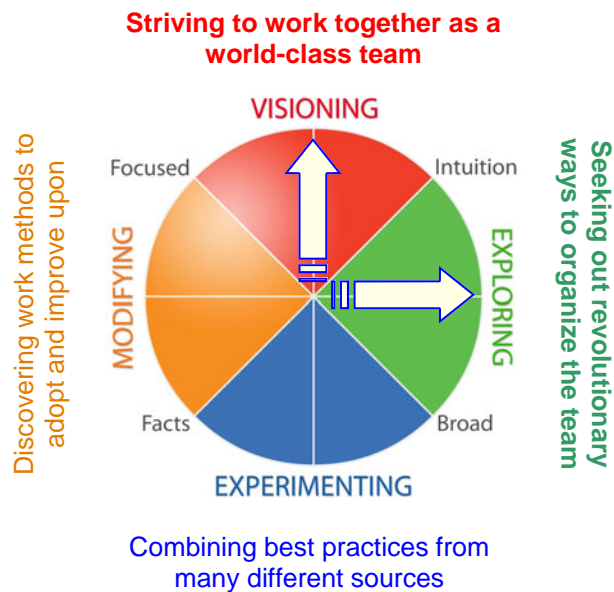 Striving to work together as a
world-class team
VISIONING
Focused
Intuition
Discovering work methods to
adopt and improve upon
MODIFYING
EXPLORING
Seeking out revolutionary
ways to organize the team
Facts
Broad
EXPERIMENTING
Combining best practices from
many different sources